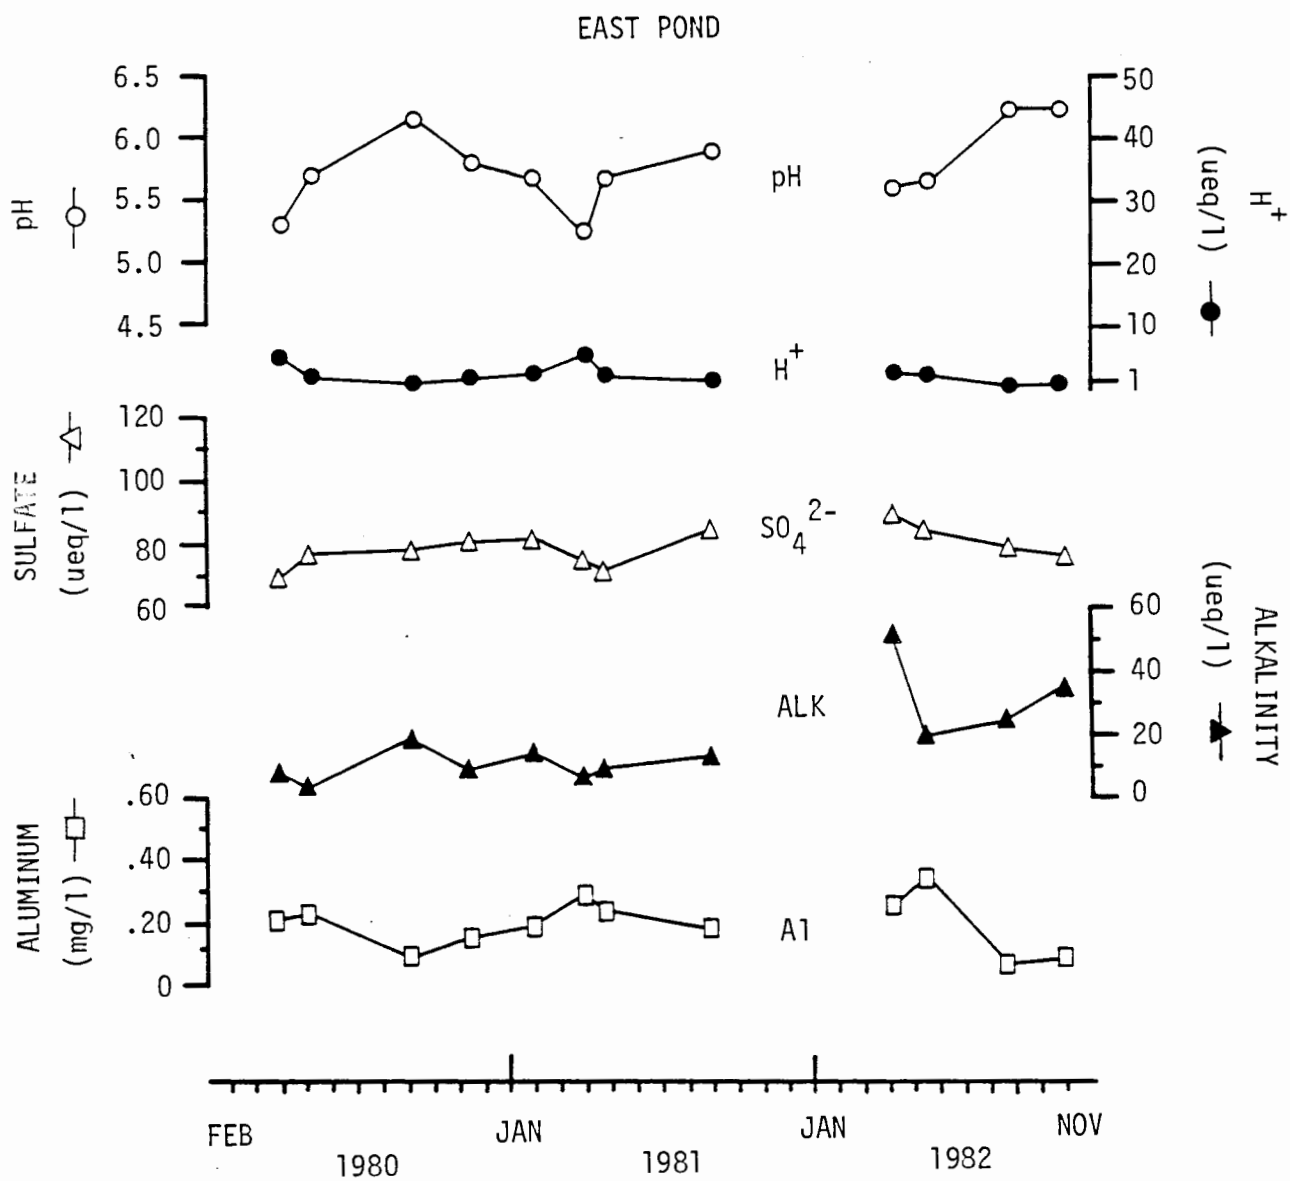 EAST POND
6.5
6.0
5.5
5.0
4.5
pH
pH
50
40
30
20
10
1
H+
(ueq/l)
H+
120
100
80
60
SULFATE
(ueq/l)
SO4 2-
60
40
20
0
ALKALINITY
(ueq/l)
ALK
.60
.40
.20
0
ALUMINUM
(mg/l)
Al
FEB JAN JAN NOV
1980 1981 1982